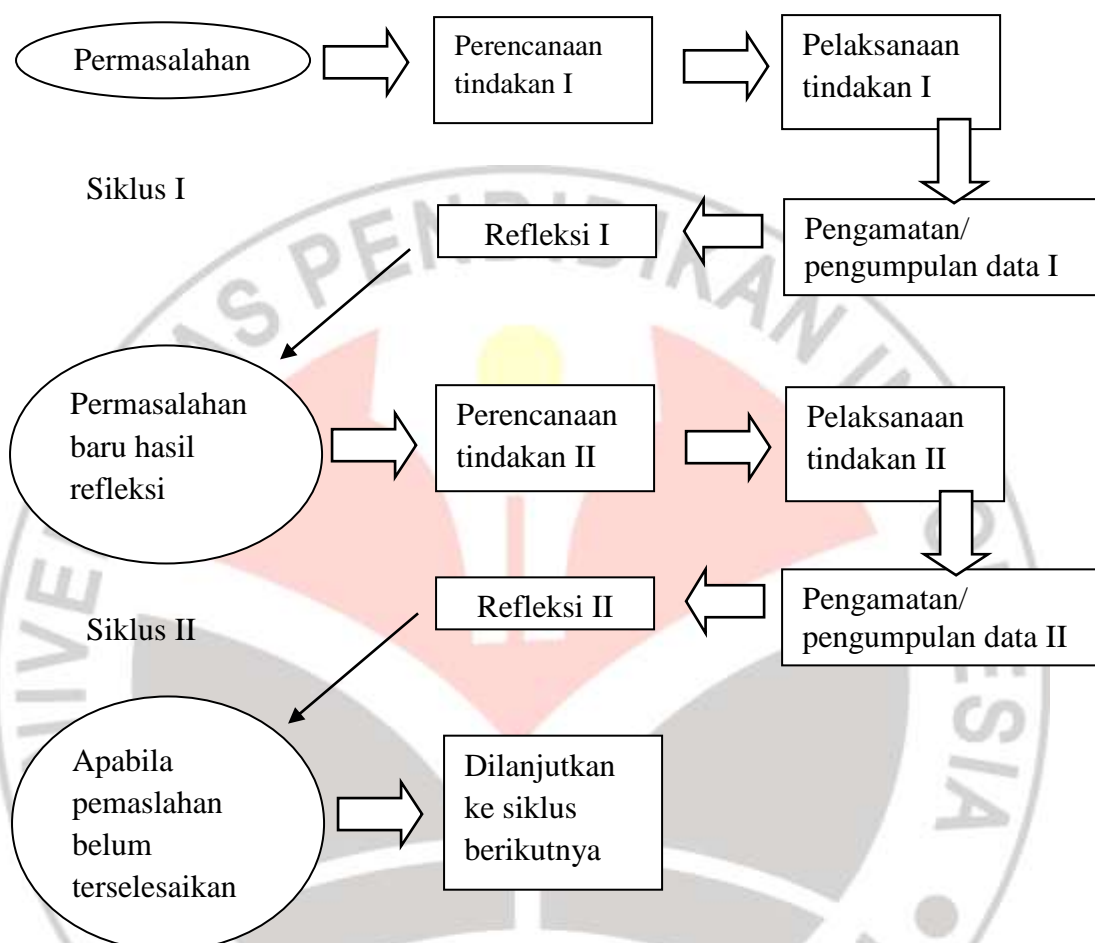 Permasalahan
Perencanaan
tindakan I
Pelaksanaan
tindakan I
Siklus I
Refleksi I
Pengamatan/
pengumpulan data I
Permasalahan
baru hasil
refleksi
Perencanaan
tindakan II
Pelaksanaan
tindakan II
Siklus II
Refleksi II
Pengamatan/
pengumpulan data II
Apabila
pemaslahan
belum
terselesaikan
Dilanjutkan
ke siklus
berikutnya